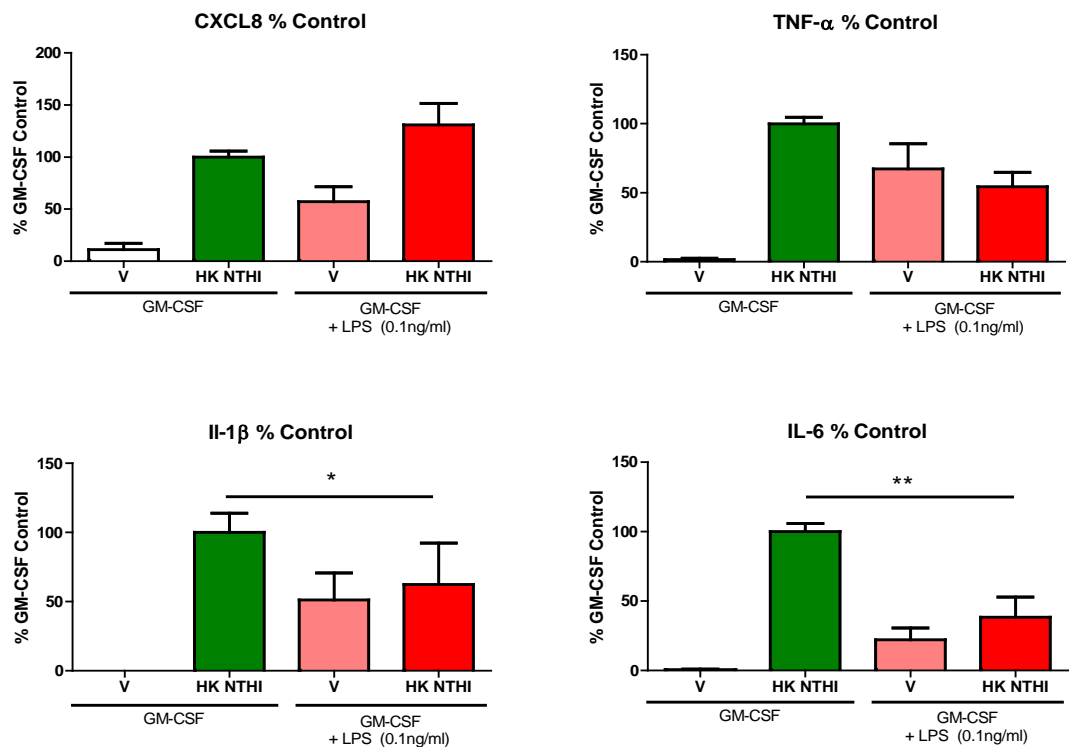 CXCL8 % Control
% GM-CSF Control
200
150
100
50
0
V
HK NTHI
V
HK NTHI
GM-CSF
GM-CSF
+ LPS (0.1ng/ml)
TNF-α % Control
% GM-CSF Control
150
100
50
0
V
HK NTHI
V
HK NTHI
GM-CSF
GM-CSF
+ LPS (0.1ng/ml)
Il-1β % Control
% GM-CSF Control
150
100
50
0
*
V
HK NTHI
V
HK NTHI
GM-CSF
GM-CSF
+ LPS (0.1ng/ml)
IL-6 % Control
% GM-CSF Control
150
100
50
0
**
V
HK NTHI
V
HK NTHI
GM-CSF
GM-CSF
+ LPS (0.1ng/ml)